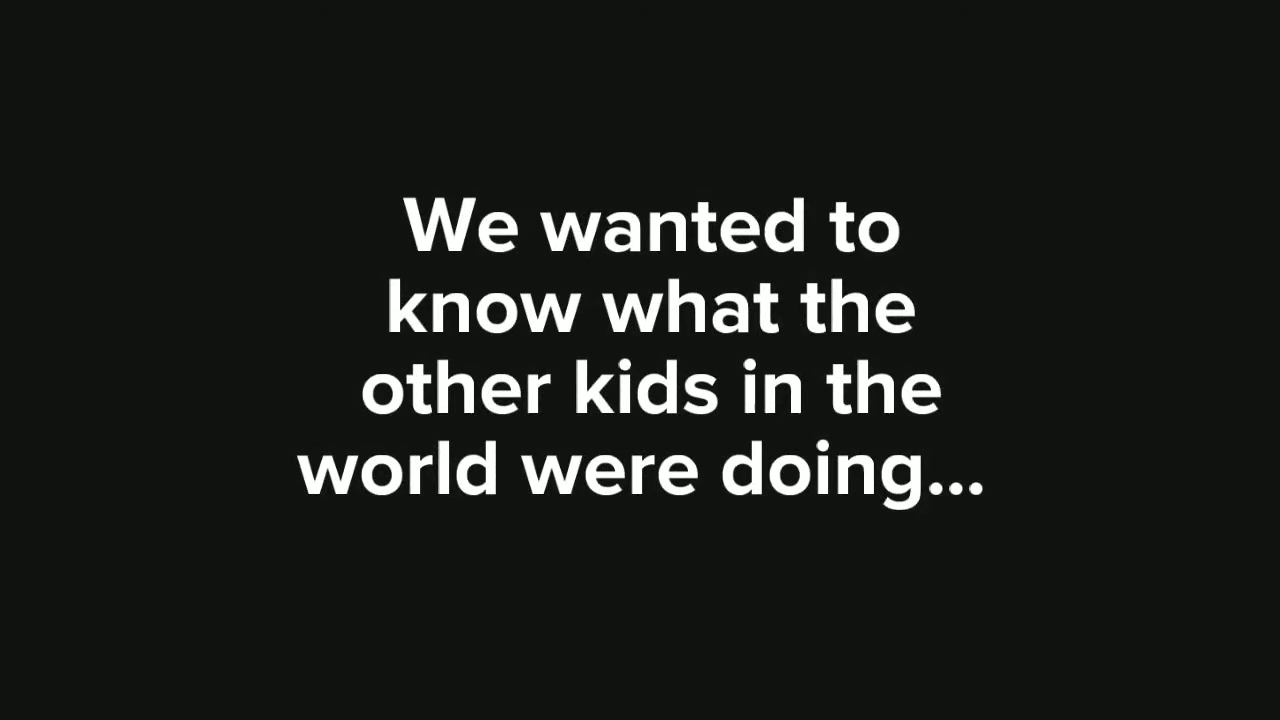 We wanted to
know what the
other kids in the
world were doing...